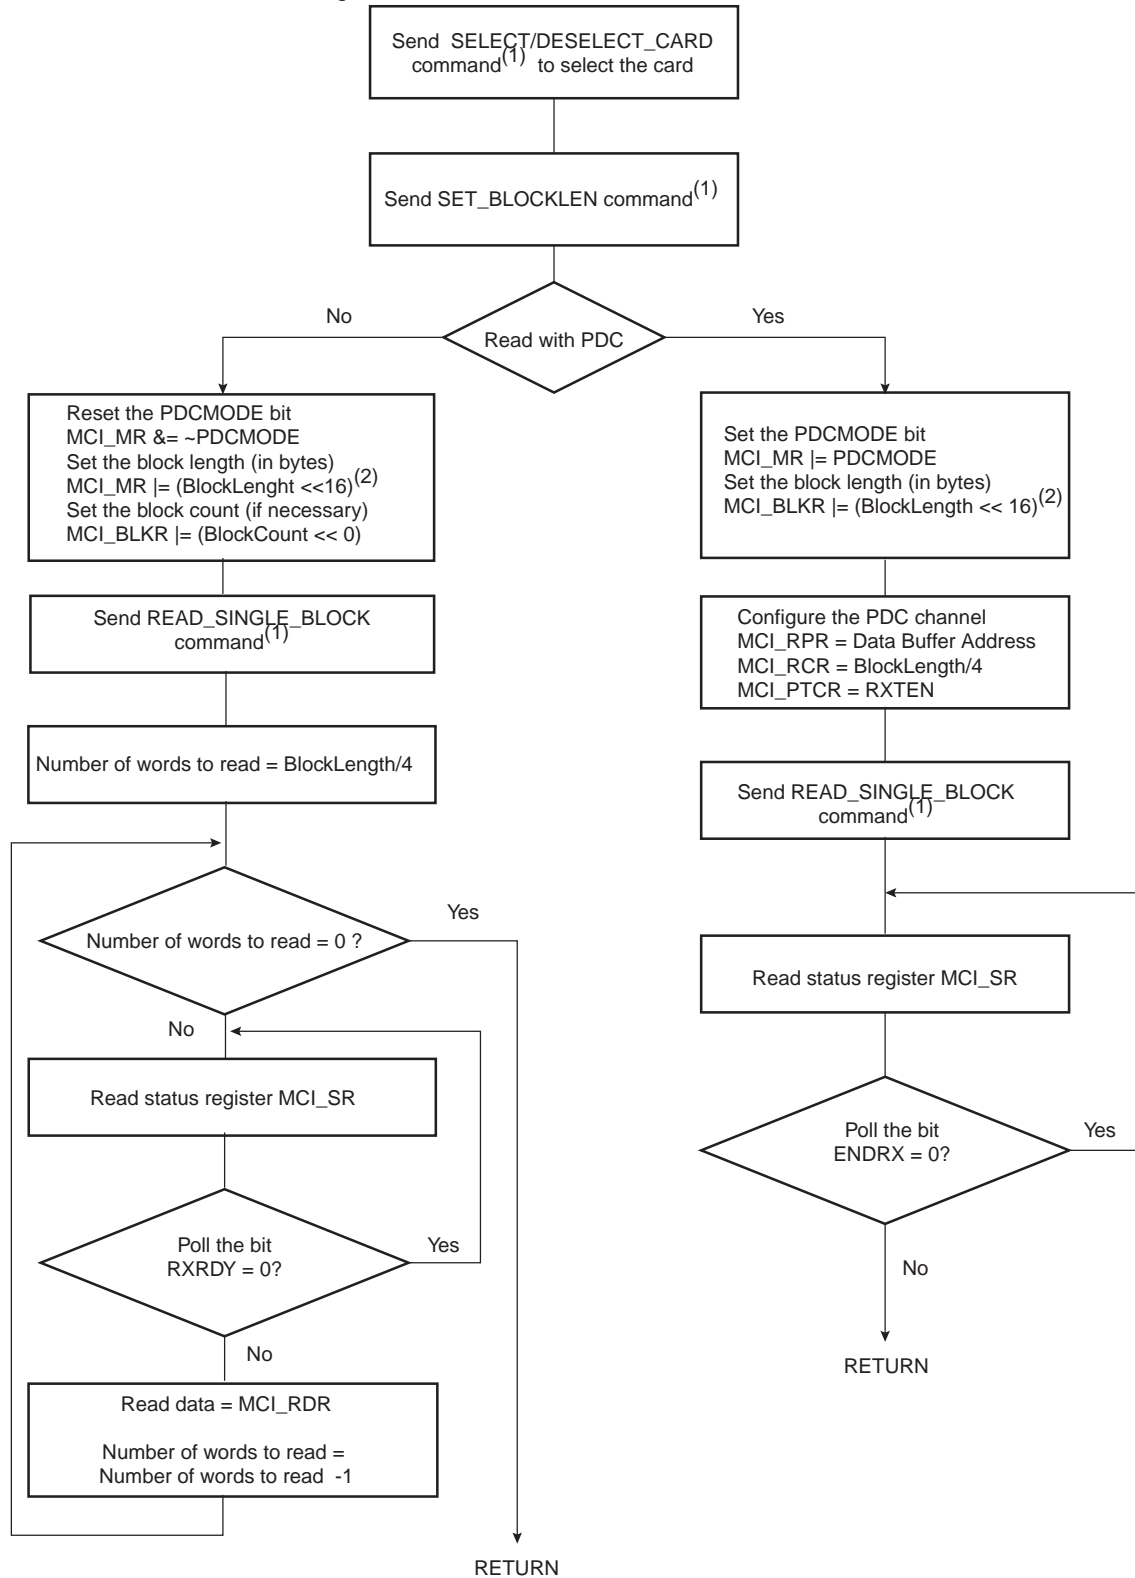 Send SELECT/DESELECT_CARD
command(1) to select the card
Send SET_BLOCKLEN command(1)
No
Yes
Read with PDC
Reset the PDCMODE bit
MCI_MR &= ~PDCMODE
Set the block length (in bytes)
MCI_MR |= (BlockLenght <<16)(2)
Set the block count (if necessary)
MCI_BLKR |= (BlockCount << 0)
Send READ_SINGLE_BLOCK
command(1)
Number of words to read = BlockLength/4
Yes
Number of words to read = 0 ?
No
Read status register MCI_SR
Poll the bit
RXRDY = 0?
Yes
No
Read data = MCI_RDR
Number of words to read =
Number of words to read -1
RETURN
Set the PDCMODE bit
MCI_MR |= PDCMODE
Set the block length (in bytes)
MCI_BLKR |= (BlockLength << 16)(2)
Configure the PDC channel
MCI_RPR = Data Buffer Address
MCI_RCR = BlockLength/4
MCI_PTCR = RXTEN
Send READ_SINGLE_BLOCK
command(1)
Read status register MCI_SR
Poll the bit
ENDRX = 0?
Yes
No
RETURN